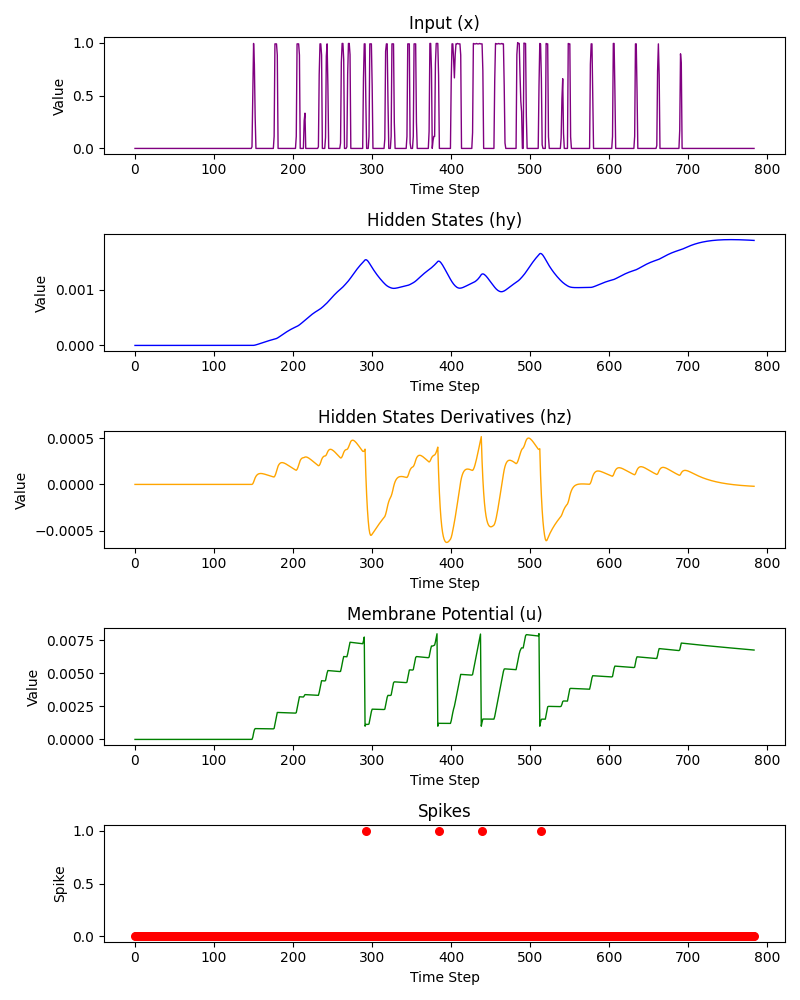 Input (x)
Value
1.0
0.5
0.0
0 100 200 300 400 500 600 700 800
Time Step
Hidden States (hy)
Value
0.001
0.000
0 100 200 300 400 500 600 700 800
Time Step
Hidden States Derivatives (hz)
Value
0.0005
0.0000
−0.0005
0 100 200 300 400 500 600 700 800
Time Step
Membrane Potential (u)
Value
0.0075
0.0050
0.0025
0.0000
0 100 200 300 400 500 600 700 800
Time Step
Spikes
Spike
1.0
0.5
0.0
0 100 200 300 400 500 600 700 800
Time Step